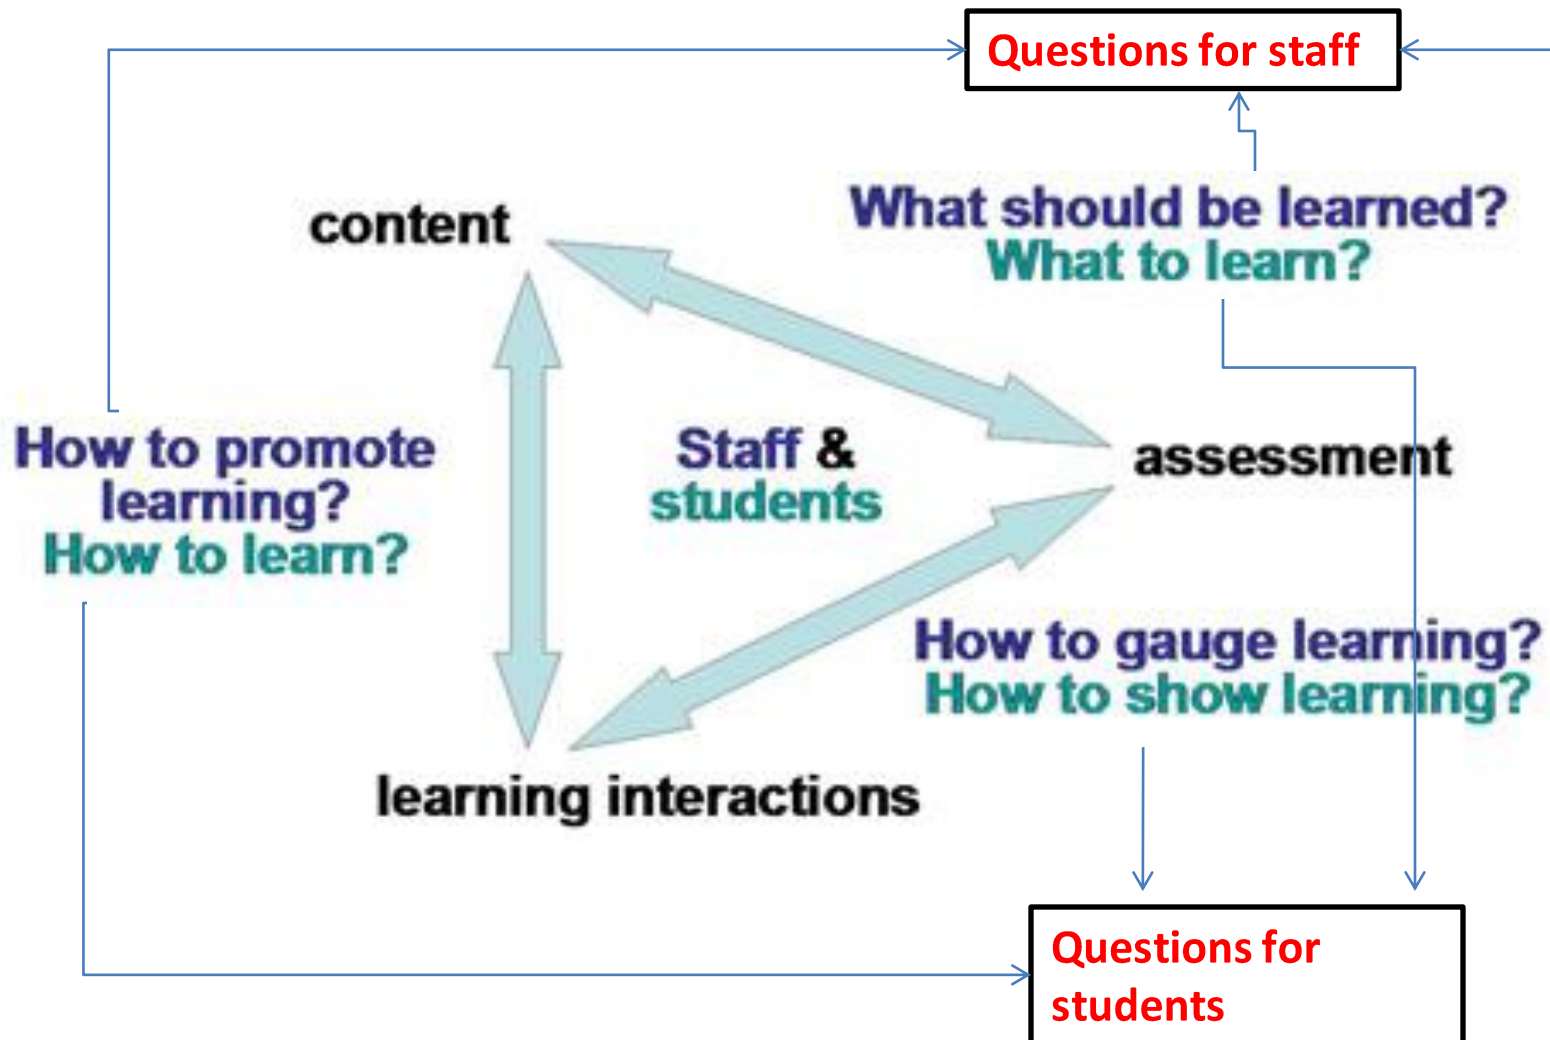 Questions for staff
What should be learned?
What to learn?
content
How to promote
learning?
How to learn?
Staff &
students
assessment
How to gauge learning?
How to show learning?
learning interactions
Questions for
students